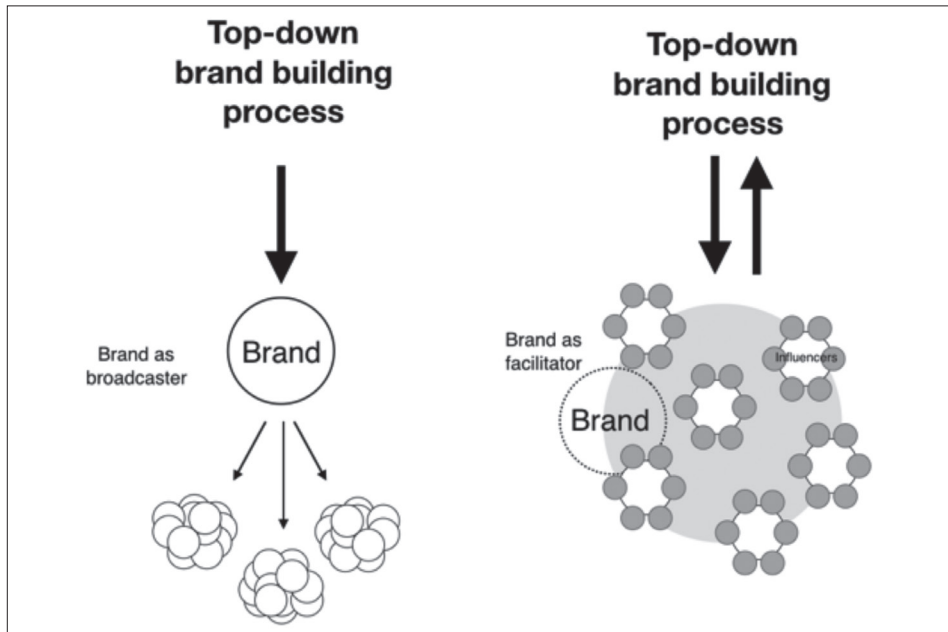 Top-down
brand building
process
Brand as
broadcaster
Brand
Top-down
brand building
process
Brand as
facilitator
Influencers
Brand